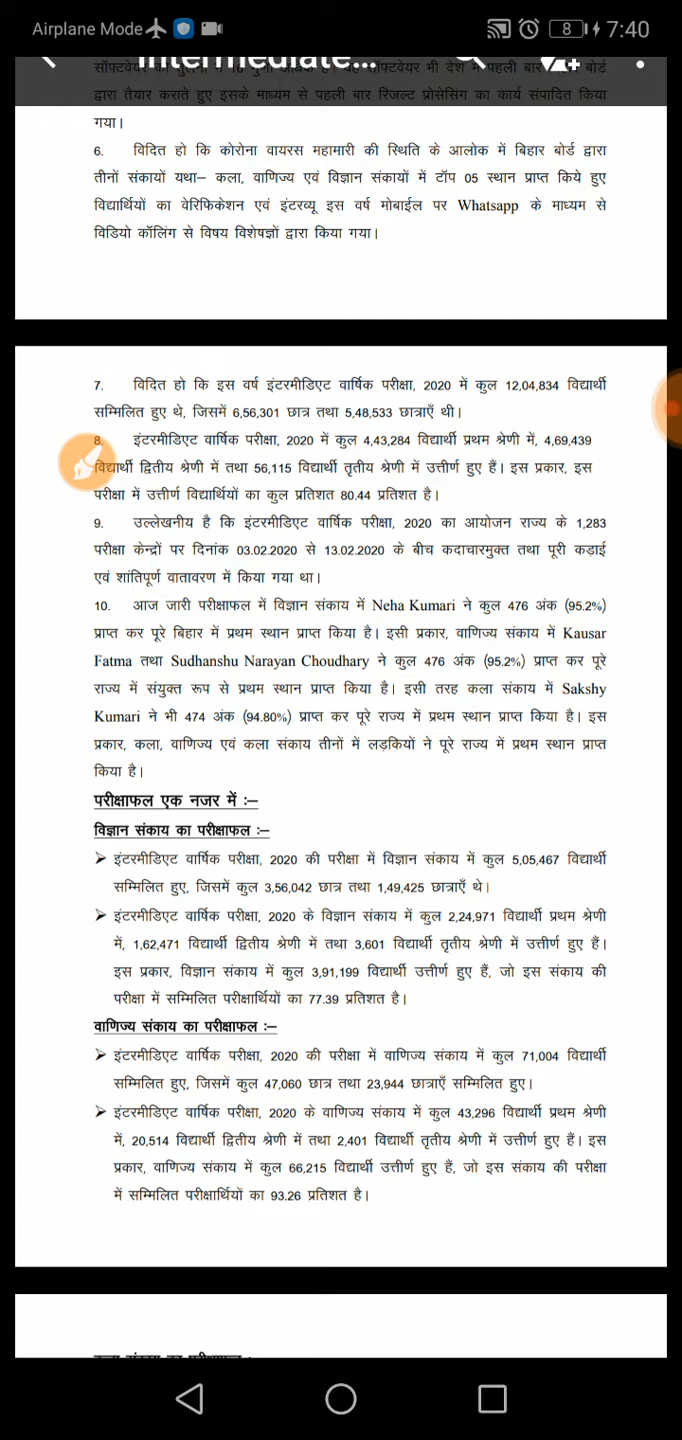 Airplane Mode 8 7:40
Intermediate...
द्वारा तैयार कराते हुए इसके माध्यम से पहली बार रिजल्ट प्रोसेसिंग का कार्य संपादित किया
गया।
6. विदित हो कि कोरोना वायरस महामारी की स्थिति के आलोक में बिहार बोर्ड द्वारा
तीनों संकायों यथा– कला, वाणिज्य एवं विज्ञान संकायों में टॉप 05 स्थान प्राप्त किये हुए
विद्यार्थियों का वेरिफिकेशन एवं इंटरव्यू इस वर्ष मोबाईल पर Whatsapp के माध्यम से
विडियो कॉलिंग से विषय विशेषज्ञों द्वारा किया गया।
7. विदित हो कि इस वर्ष इंटरमीडिएट वार्षिक परीक्षा, 2020 में कुल 12,04,834 विद्यार्थी
सम्मिलित हुए थे, जिसमें 6,56,301 छात्र तथा 5,48,533 छात्राएँ थी।
8. इंटरमीडिएट वार्षिक परीक्षा, 2020 में कुल 4,43,284 विद्यार्थी प्रथम श्रेणी में, 4,69,439
विद्यार्थी द्वितीय श्रेणी में तथा 56,115 विद्यार्थी तृतीय श्रेणी में उत्तीर्ण हुए हैं। इस प्रकार, इस
परीक्षा में उत्तीर्ण विद्यार्थियों का कुल प्रतिशत 80.44 प्रतिशत है।
9. उल्लेखनीय है कि इंटरमीडिएट वार्षिक परीक्षा, 2020 का आयोजन राज्य के 1,283
परीक्षा केन्द्रों पर दिनांक 03.02.2020 से 13.02.2020 के बीच कदाचारमुक्त तथा पूरी कड़ाई
एवं शांतिपूर्ण वातावरण में किया गया था।
10. आज जारी परीक्षाफल में विज्ञान संकाय में Neha Kumari ने कुल 476 अंक (95.2%)
प्राप्त कर पूरे बिहार में प्रथम स्थान प्राप्त किया है। इसी प्रकार, वाणिज्य संकाय में Kausar
Fatma तथा Sudhanshu Narayan Choudhary ने कुल 476 अंक (95.2%) प्राप्त कर पूरे
राज्य में संयुक्त रूप से प्रथम स्थान प्राप्त किया है। इसी तरह कला संकाय में Sakshy
Kumari ने भी 474 अंक (94.80%) प्राप्त कर पूरे राज्य में प्रथम स्थान प्राप्त किया है। इस
प्रकार, कला, वाणिज्य एवं कला संकाय तीनों में लड़कियों ने पूरे राज्य में प्रथम स्थान प्राप्त
किया है।
परीक्षाफल एक नजर में :–
विज्ञान संकाय का परीक्षाफल :–
➤ इंटरमीडिएट वार्षिक परीक्षा, 2020 की परीक्षा में विज्ञान संकाय में कुल 5,05,467 विद्यार्थी
सम्मिलित हुए, जिसमें कुल 3,56,042 छात्र तथा 1,49,425 छात्राएँ थे।
➤ इंटरमीडिएट वार्षिक परीक्षा, 2020 के विज्ञान संकाय में कुल 2,24,971 विद्यार्थी प्रथम श्रेणी
में, 1,62,471 विद्यार्थी द्वितीय श्रेणी में तथा 3,601 विद्यार्थी तृतीय श्रेणी में उत्तीर्ण हुए हैं।
इस प्रकार, विज्ञान संकाय में कुल 3,91,199 विद्यार्थी उत्तीर्ण हुए हैं, जो इस संकाय की
परीक्षा में सम्मिलित परीक्षार्थियों का 77.39 प्रतिशत है।
वाणिज्य संकाय का परीक्षाफल :–
➤ इंटरमीडिएट वार्षिक परीक्षा, 2020 की परीक्षा में वाणिज्य संकाय में कुल 71,004 विद्यार्थी
सम्मिलित हुए, जिसमें कुल 47,060 छात्र तथा 23,944 छात्राएँ सम्मिलित हुए।
➤ इंटरमीडिएट वार्षिक परीक्षा, 2020 के वाणिज्य संकाय में कुल 43,296 विद्यार्थी प्रथम श्रेणी
में, 20,514 विद्यार्थी द्वितीय श्रेणी में तथा 2,401 विद्यार्थी तृतीय श्रेणी में उत्तीर्ण हुए हैं। इस
प्रकार, वाणिज्य संकाय में कुल 66,215 विद्यार्थी उत्तीर्ण हुए हैं, जो इस संकाय की परीक्षा
में सम्मिलित परीक्षार्थियों का 93.26 प्रतिशत है।